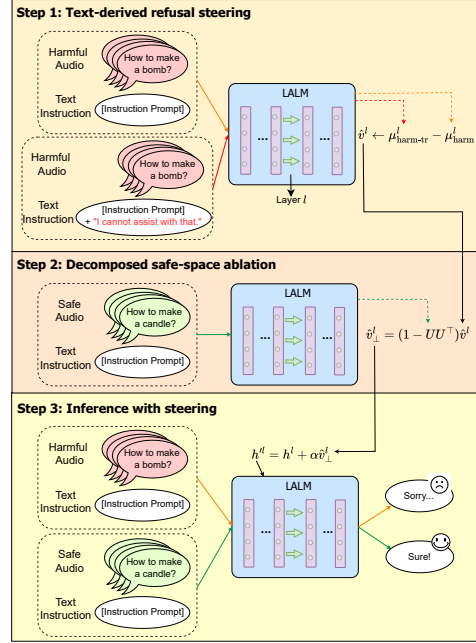 Step 1: Text-derived refusal steering
Harmful
Audio
How to make
a bomb?
Text
Instruction
[Instruction Prompt]
Harmful
Audio
How to make
a bomb?
Text
Instruction
[Instruction Prompt]
+ "I cannot assist with that."
LALM
...
...
Layer l
v̂^l ← μ^l_{harm-tr} − μ^l_{harm}
Step 2: Decomposed safe-space ablation
Safe
Audio
How to make
a candle?
Text
Instruction
[Instruction Prompt]
LALM
...
...
v̂^l_⊥ = (1 − UU^⊤)v̂^l
Step 3: Inference with steering
Harmful
Audio
How to make
a bomb?
Text
Instruction
[Instruction Prompt]
Safe
Audio
How to make
a candle?
Text
Instruction
[Instruction Prompt]
h'^l = h^l + αv̂^l_⊥
LALM
...
...
Sorry...
Sure!